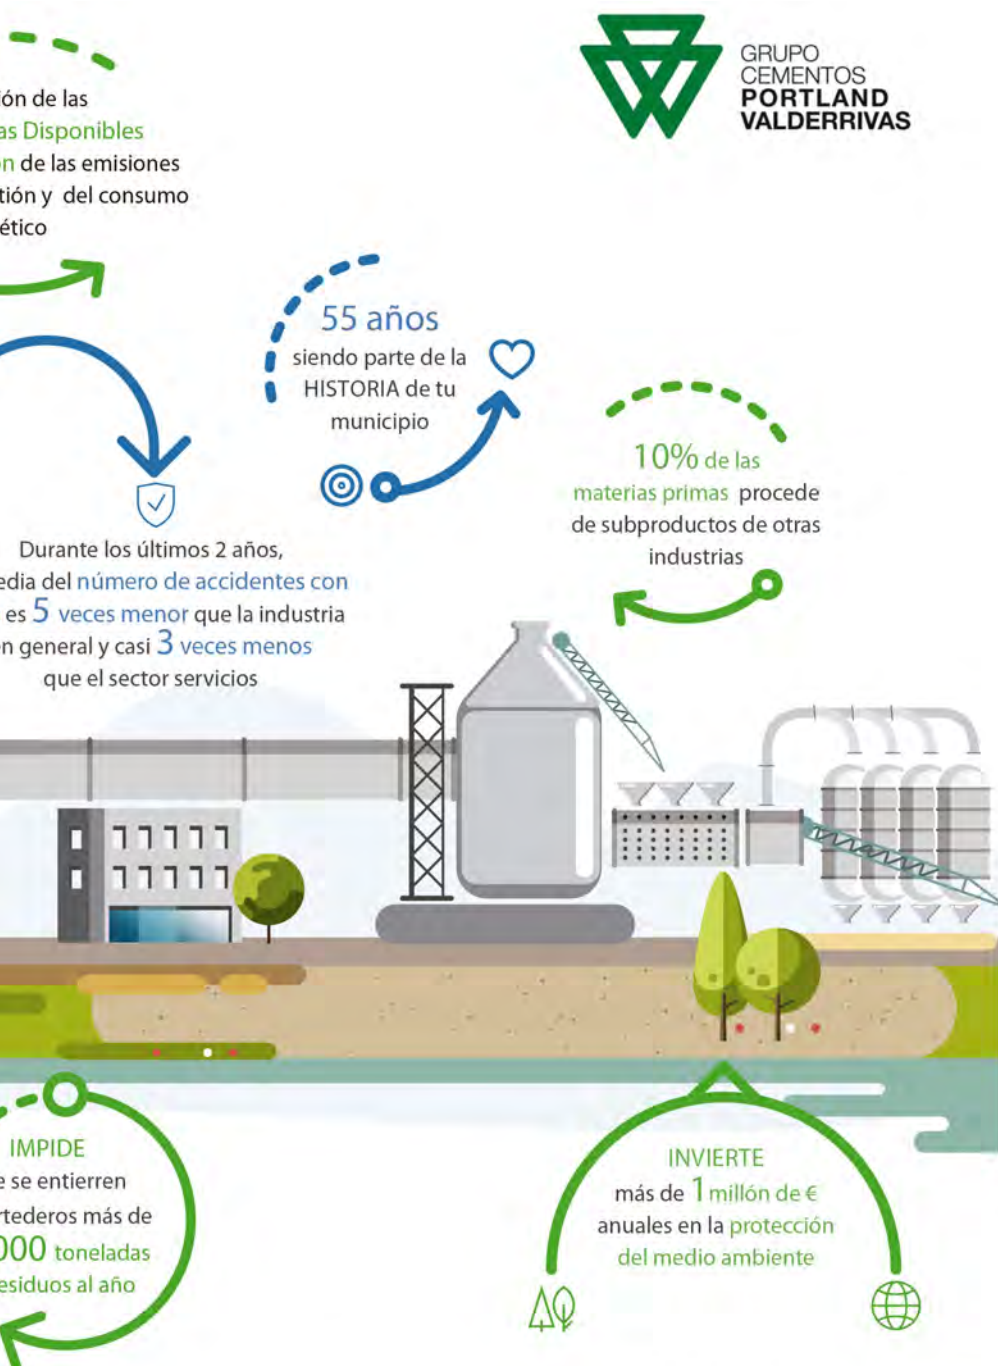 GRUPO
CEMENTOS
PORTLAND
VALDERRIVAS
ión de las
as Disponibles
n de las emisiones
tión y del consumo
ético
55 años
siendo parte de la
HISTORIA de tu
municipio
10% de las
materias primas procede
de subproductos de otras
industrias
Durante los últimos 2 años,
edia del número de accidentes con
es 5 veces menor que la industria
n general y casi 3 veces menos
que el sector servicios
IMPIDE
e se entierren
rtederos más de
000 toneladas
esiduos al año
INVIERTE
más de 1 millón de €
anuales en la protección
del medio ambiente